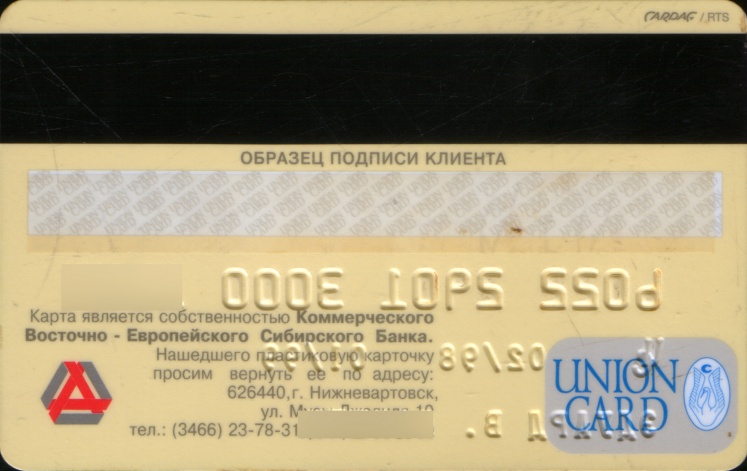 CARDAG / RTS
ОБРАЗЕЦ ПОДПИСИ КЛИЕНТА
Карта является собственностью Коммерческого
Восточно - Европейского Сибирского Банка.
Нашедшего пластиковую карточку
просим вернуть ее по адресу:
626440, г. Нижневартовск,
ул.
тел.: (3466) 23-78-31
UNION
CARD